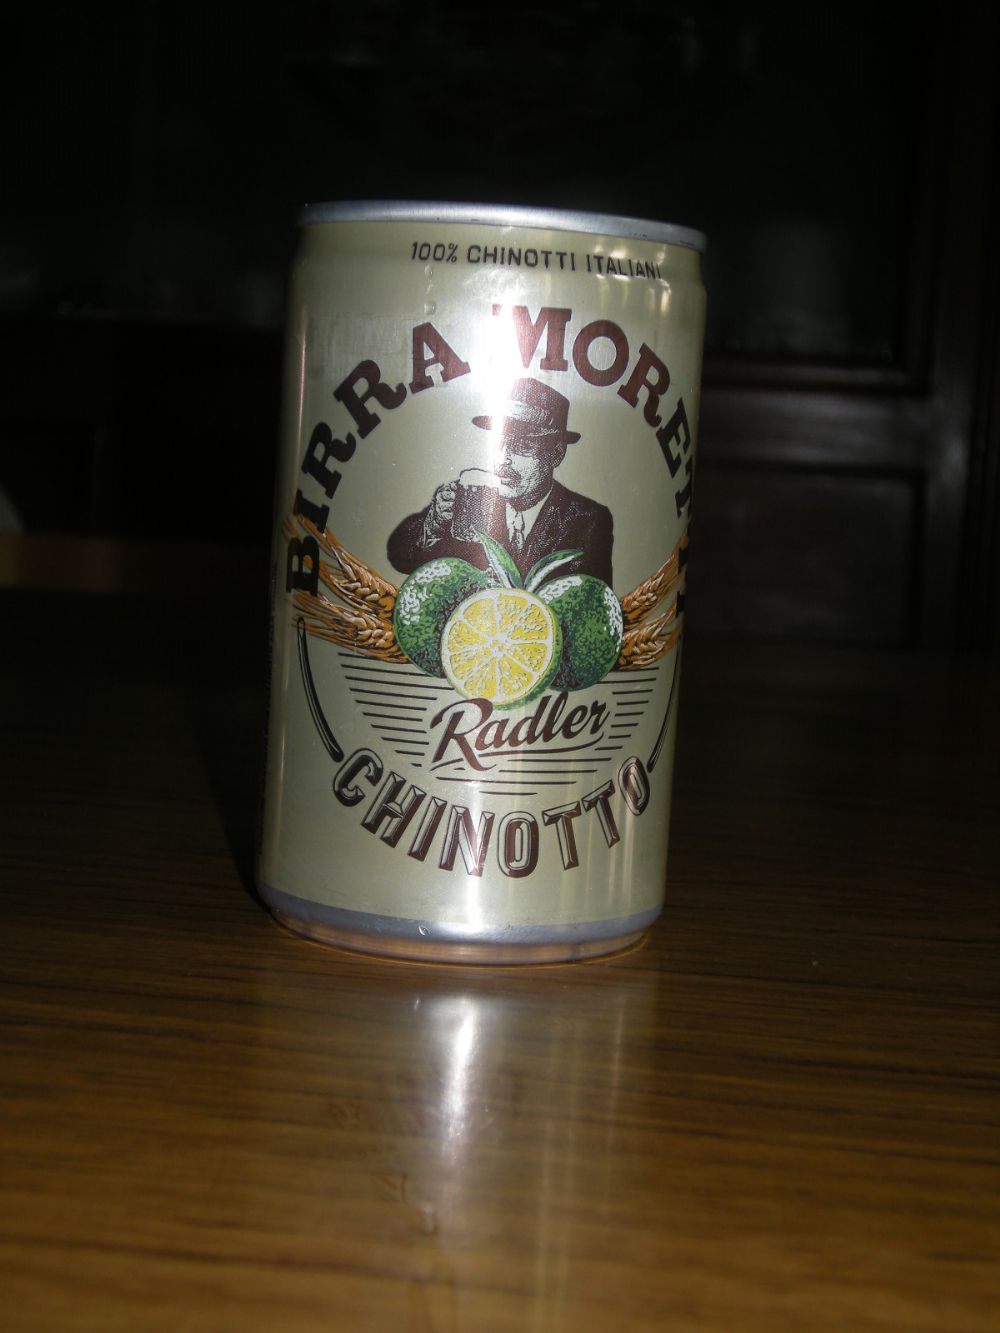 100% CHINOTTI ITALIANI
BIRRA MORETTI
Radler
CHINOTTO